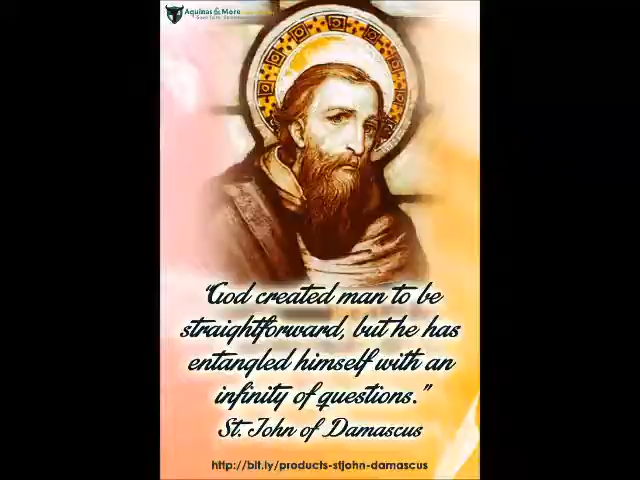 Aquinas & More
"God created man to be
straightforward, but he has
entangled himself with an
infinity of questions."
St. John of Damascus
http://bit.ly/products-stjohn-damascus